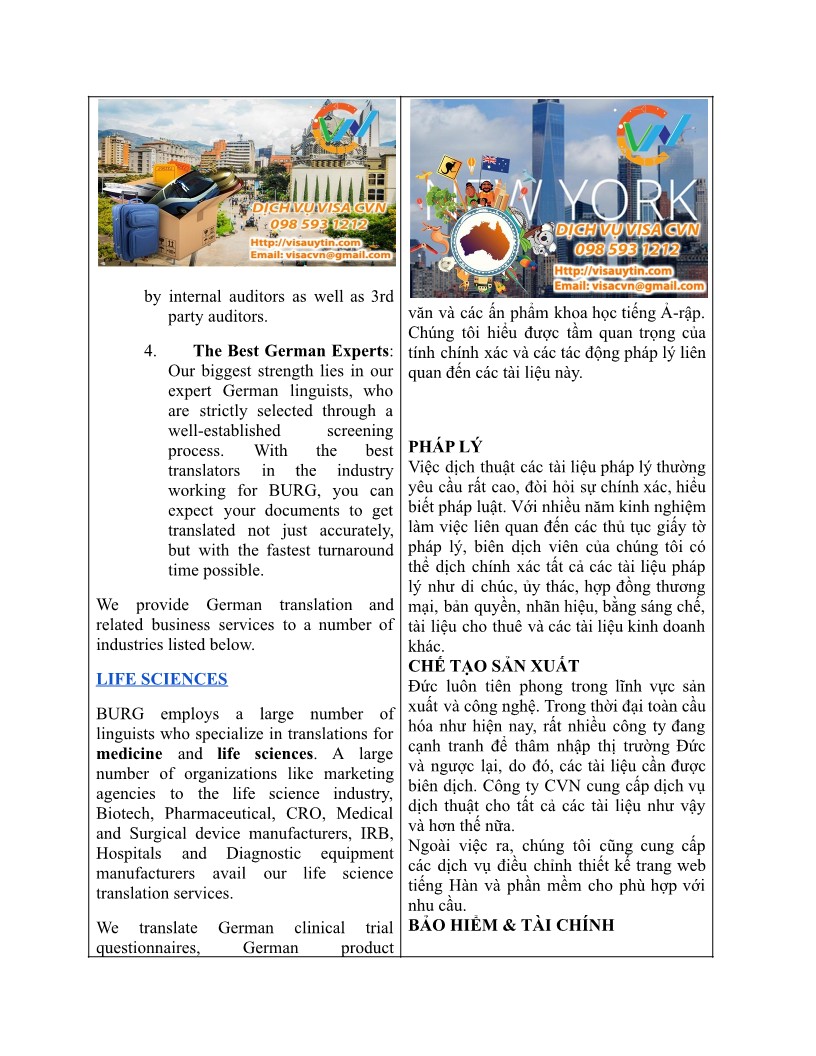 DỊCH VỤ VISA CVN
098 593 1212
Http://visauytin.com
Email: visacvn@gmail.com
by internal auditors as well as 3rd
party auditors.
4. The Best German Experts:
Our biggest strength lies in our
expert German linguists, who
are strictly selected through a
well-established screening
process. With the best
translators in the industry
working for BURG, you can
expect your documents to get
translated not just accurately,
but with the fastest turnaround
time possible.
We provide German translation and
related business services to a number of
industries listed below.
LIFE SCIENCES
BURG employs a large number of
linguists who specialize in translations for
medicine and life sciences. A large
number of organizations like marketing
agencies to the life science industry,
Biotech, Pharmaceutical, CRO, Medical
and Surgical device manufacturers, IRB,
Hospitals and Diagnostic equipment
manufacturers avail our life science
translation services.
We translate German clinical trial
questionnaires, German product
CVN
NEW YORK
DỊCH VỤ VISA CVN
098 593 1212
Http://visauytin.com
Email: visacvn@gmail.com
văn và các ấn phẩm khoa học tiếng Ả-rập.
Chúng tôi hiểu được tầm quan trọng của
tính chính xác và các tác động pháp lý liên
quan đến các tài liệu này.
PHÁP LÝ
Việc dịch thuật các tài liệu pháp lý thường
yêu cầu rất cao, đòi hỏi sự chính xác, hiểu
biết pháp luật. Với nhiều năm kinh nghiệm
làm việc liên quan đến các thủ tục giấy tờ
pháp lý, biên dịch viên của chúng tôi có
thể dịch chính xác tất cả các tài liệu pháp
lý như di chúc, ủy thác, hợp đồng thương
mại, bản quyền, nhãn hiệu, bằng sáng chế,
tài liệu cho thuê và các tài liệu kinh doanh
khác.
CHẾ TẠO SẢN XUẤT
Đức luôn tiên phong trong lĩnh vực sản
xuất và công nghệ. Trong thời đại toàn cầu
hóa như hiện nay, rất nhiều công ty đang
cạnh tranh để thâm nhập thị trường Đức
và ngược lại, do đó, các tài liệu cần được
biên dịch. Công ty CVN cung cấp dịch vụ
dịch thuật cho tất cả các tài liệu như vậy
và hơn thế nữa.
Ngoài việc ra, chúng tôi cũng cung cấp
các dịch vụ điều chỉnh thiết kế trang web
tiếng Hàn và phần mềm cho phù hợp với
nhu cầu.
BẢO HIỂM & TÀI CHÍNH